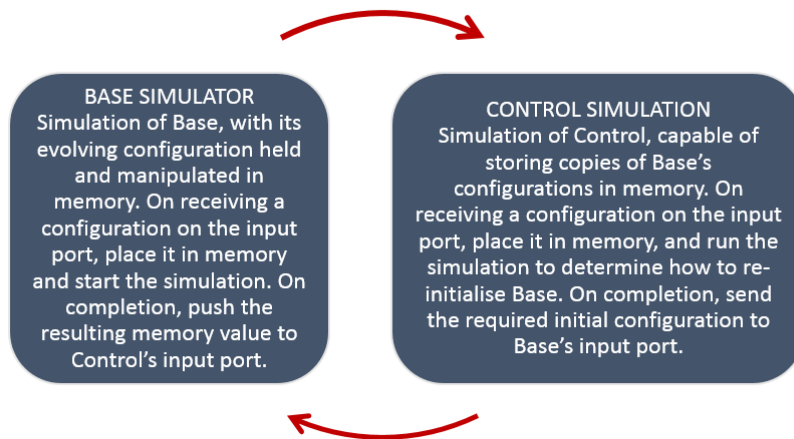 BASE SIMULATOR
Simulation of Base, with its
evolving configuration held
and manipulated in
memory. On receiving a
configuration on the input
port, place it in memory
and start the simulation. On
completion, push the
resulting memory value to
Control's input port.
CONTROL SIMULATION
Simulation of Control, capable of
storing copies of Base's
configurations in memory. On
receiving a configuration on the input
port, place it in memory, and run the
simulation to determine how to re-
initialise Base. On completion, send
the required initial configuration to
Base's input port.